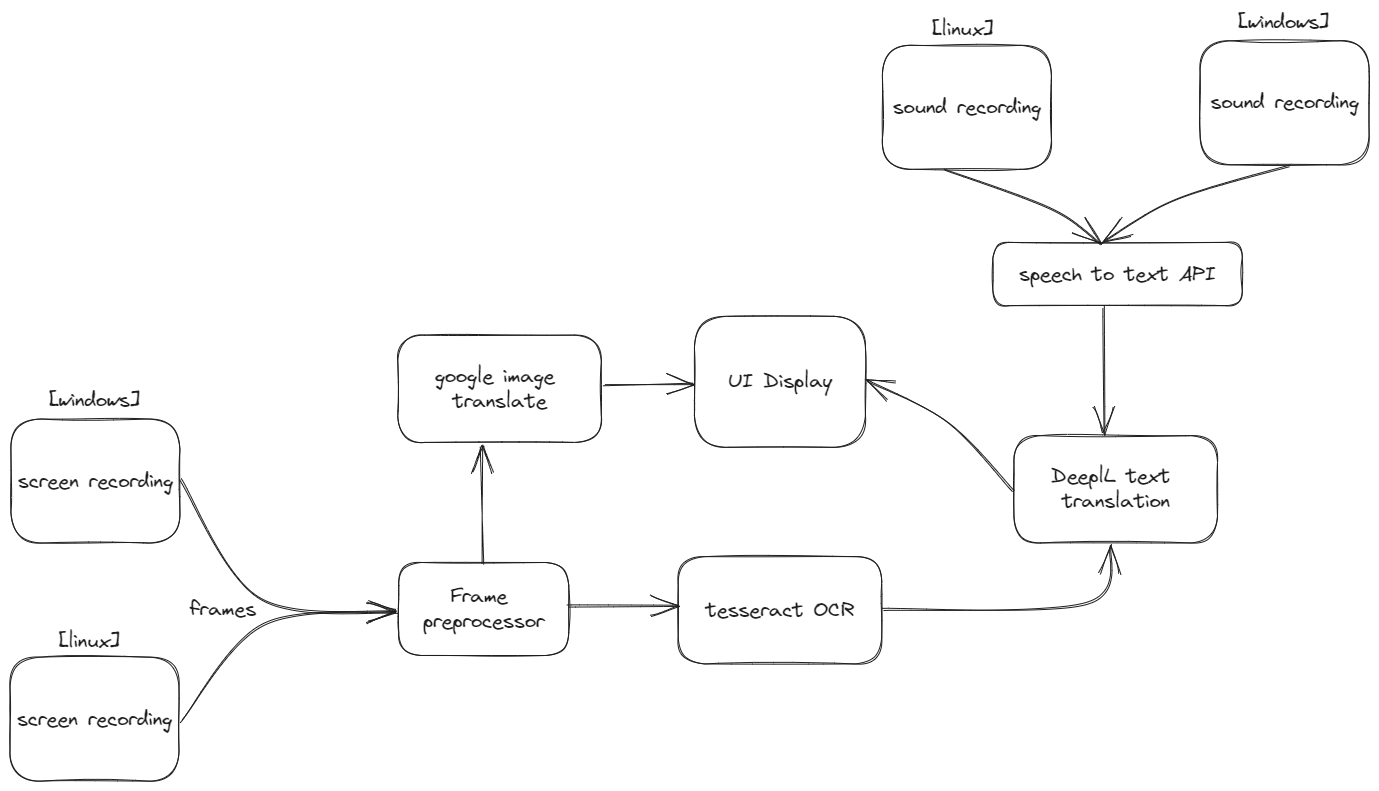 [linux]
[windows]
sound recording
sound recording
speech to text API
google image
translate
UI Display
[windows]
screen recording
DeeplL text
translation
frames
Frame
preprocessor
tesseract OCR
[linux]
screen recording